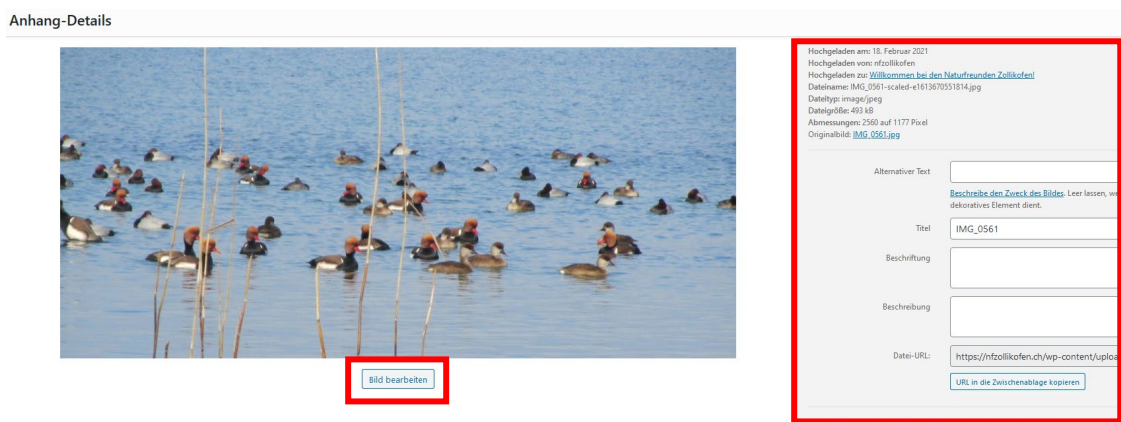 Anhang-Details
Hochgeladen am: 18. Februar 2021
Hochgeladen von: nfzollikofen
Hochgeladen zu: Willkommen bei den Naturfreunden Zollikofen!
Dateiname: IMG_0561-scaled-e1613670551814.jpg
Dateityp: image/jpeg
Dateigröße: 493 kB
Abmessungen: 2560 auf 1177 Pixel
Originalbild: IMG_0561.jpg
Alternativer Text
Beschreibe den Zweck des Bildes. Leer lassen, we
dekoratives Element dient.
Titel IMG_0561
Beschriftung
Beschreibung
Datei-URL: https://nfzollikofen.ch/wp-content/uploa
URL in die Zwischenablage kopieren
Bild bearbeiten